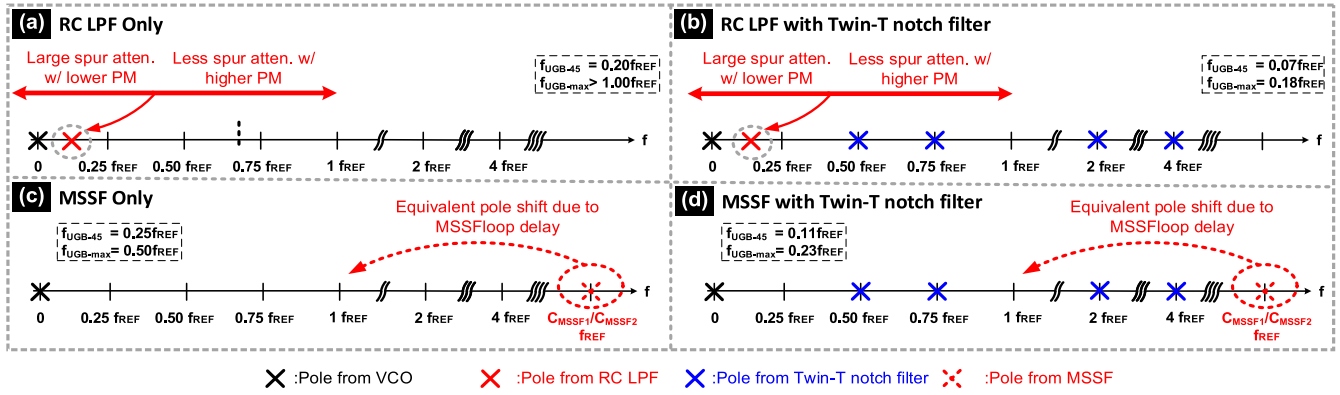 (a) RC LPF Only
Large spur atten. w/ lower PM
Less spur atten. w/ higher PM
fUGB-45 = 0.20fREF
fUGB-max > 1.00fREF
f
0 0.25 fREF 0.50 fREF 0.75 fREF 1 fREF 2 fREF 4 fREF
(b) RC LPF with Twin-T notch filter
Large spur atten. w/ lower PM
Less spur atten. w/ higher PM
fUGB-45 = 0.07fREF
fUGB-max = 0.18fREF
f
0 0.25 fREF 0.50 fREF 0.75 fREF 1 fREF 2 fREF 4 fREF
(c) MSSF Only
fUGB-45 = 0.25fREF
fUGB-max = 0.50fREF
Equivalent pole shift due to
MSSFloop delay
f
0 0.25 fREF 0.50 fREF 0.75 fREF 1 fREF 2 fREF 4 fREF
CMSSF1/CMSSF2
fREF
(d) MSSF with Twin-T notch filter
fUGB-45 = 0.11fREF
fUGB-max = 0.23fREF
Equivalent pole shift due to
MSSFloop delay
f
0 0.25 fREF 0.50 fREF 0.75 fREF 1 fREF 2 fREF 4 fREF
CMSSF1/CMSSF2
fREF
:Pole from VCO :Pole from RC LPF :Pole from Twin-T notch filter :Pole from MSSF